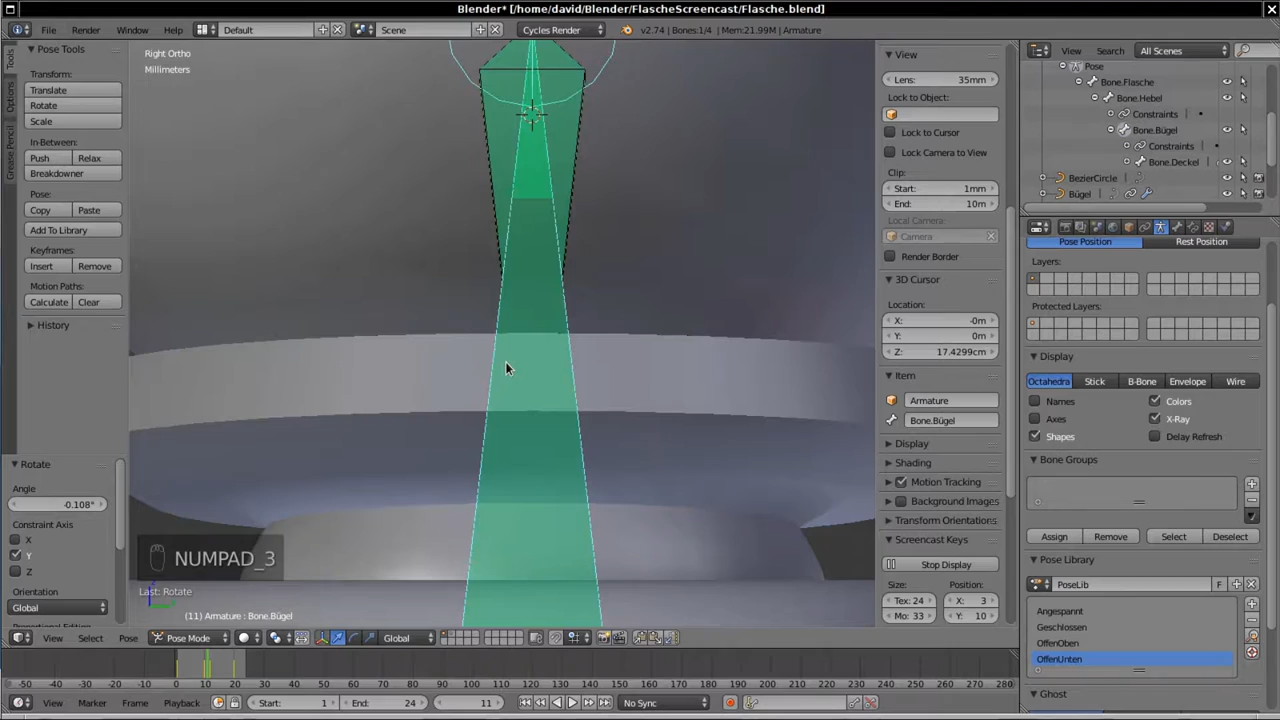 Blender* [/home/david/Blender/FlascheScreencast/Flasche.blend]
File Render Window Help Default Scene Cycles Render v2.74 | Bones:1/4 | Mem:21.99M | Armature View Search All Scenes
Tools
Options
Grease Pencil
Pose Tools
Transform:
Translate
Rotate
Scale
In-Between:
Push Relax
Breakdowner
Pose:
Copy Paste
Add To Library
Keyframes:
Insert Remove
Motion Paths:
Calculate Clear
History
Rotate
Angle
-0.108°
Constraint Axis
X
Y
Z
Orientation
Global
Right Ortho
Millimeters
NUMPAD_3
Last: Rotate
(11) Armature : Bone.Bügel
View
Lens: 35mm
Lock to Object:
Lock to Cursor
Lock Camera to View
Clip:
Start: 1mm
End: 10m
Local Camera:
Camera
Render Border
3D Cursor
Location:
X: -0m
Y: 0m
Z: 17.4299cm
Item
Armature
Bone.Bügel
Display
Shading
Motion Tracking
Background Images
Transform Orientations
Screencast Keys
Stop Display
Size: Position:
Tex: 24 X: 3
Mo: 33 Y: 10
Pose
Bone.Flasche
Bone.Hebel
Constraints
Bone.Bügel
Constraints
Bone.Deckel
BezierCircle
Bügel
Pose Position Rest Position
Layers:
Protected Layers:
Display
Octahedra Stick B-Bone Envelope Wire
Names Colors
Axes X-Ray
Shapes Delay Refresh
Bone Groups
Assign Remove Select Deselect
Pose Library
PoseLib F
Angespannt
Geschlossen
OffenOben
OffenUnten
Ghost
View Select Pose Pose Mode Global
-50 -40 -30 -20 -10 0 10 20 30 40 50 60 70 80 90 100 110 120 130 140 150 160 170 180 190 200 210 220 230 240 250 260 270 280
View Marker Frame Playback Start: 1 End: 24 11 No Sync